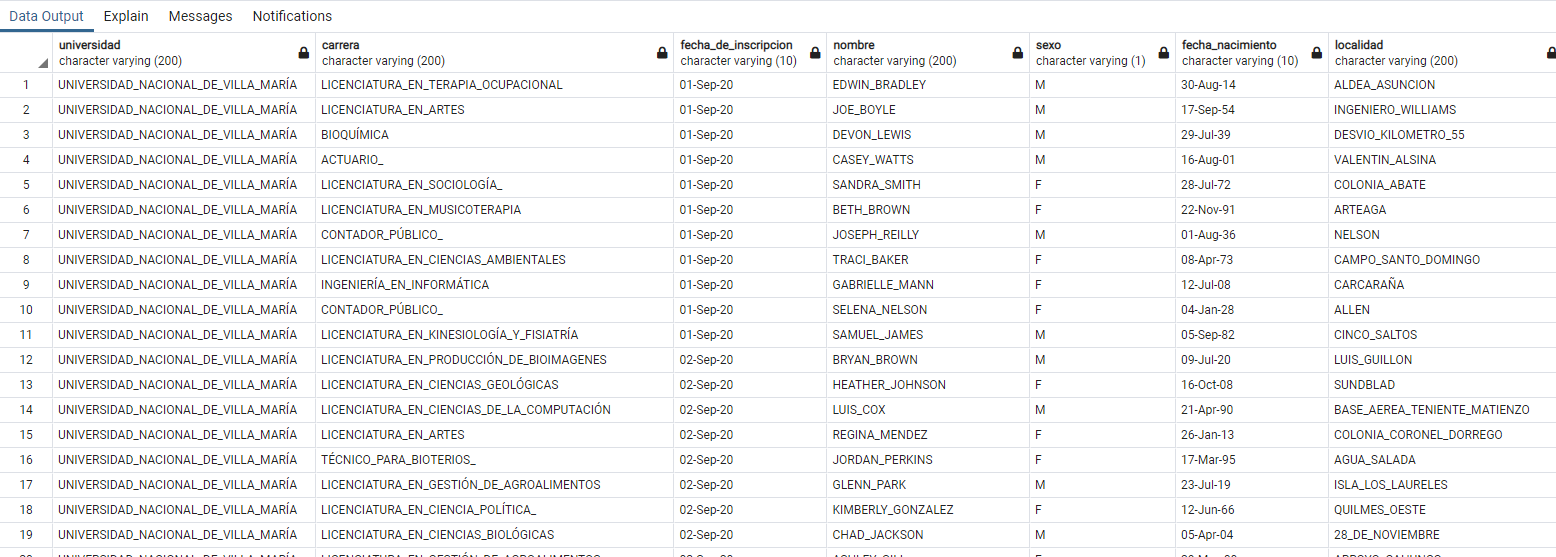 Data Output Explain Messages Notifications
universidad carrera fecha_de_inscripcion nombre sexo fecha_nacimiento localidad
character varying (200) character varying (200) character varying (10) character varying (200) character varying (1) character varying (10) character varying (200)
1 UNIVERSIDAD_NACIONAL_DE_VILLA_MARÍA LICENCIATURA_EN_TERAPIA_OCUPACIONAL 01-Sep-20 EDWIN_BRADLEY M 30-Aug-14 ALDEA_ASUNCION
2 UNIVERSIDAD_NACIONAL_DE_VILLA_MARÍA LICENCIATURA_EN_ARTES 01-Sep-20 JOE_BOYLE M 17-Sep-54 INGENIERO_WILLIAMS
3 UNIVERSIDAD_NACIONAL_DE_VILLA_MARÍA BIOQUÍMICA 01-Sep-20 DEVON_LEWIS M 29-Jul-39 DESVIO_KILOMETRO_55
4 UNIVERSIDAD_NACIONAL_DE_VILLA_MARÍA ACTUARIO_ 01-Sep-20 CASEY_WATTS M 16-Aug-01 VALENTIN_ALSINA
5 UNIVERSIDAD_NACIONAL_DE_VILLA_MARÍA LICENCIATURA_EN_SOCIOLOGÍA_ 01-Sep-20 SANDRA_SMITH F 28-Jul-72 COLONIA_ABATE
6 UNIVERSIDAD_NACIONAL_DE_VILLA_MARÍA LICENCIATURA_EN_MUSICOTERAPIA 01-Sep-20 BETH_BROWN F 22-Nov-91 ARTEAGA
7 UNIVERSIDAD_NACIONAL_DE_VILLA_MARÍA CONTADOR_PÚBLICO_ 01-Sep-20 JOSEPH_REILLY M 01-Aug-36 NELSON
8 UNIVERSIDAD_NACIONAL_DE_VILLA_MARÍA LICENCIATURA_EN_CIENCIAS_AMBIENTALES 01-Sep-20 TRACI_BAKER F 08-Apr-73 CAMPO_SANTO_DOMINGO
9 UNIVERSIDAD_NACIONAL_DE_VILLA_MARÍA INGENIERÍA_EN_INFORMÁTICA 01-Sep-20 GABRIELLE_MANN F 12-Jul-08 CARCARAÑA
10 UNIVERSIDAD_NACIONAL_DE_VILLA_MARÍA CONTADOR_PÚBLICO_ 01-Sep-20 SELENA_NELSON F 04-Jan-28 ALLEN
11 UNIVERSIDAD_NACIONAL_DE_VILLA_MARÍA LICENCIATURA_EN_KINESIOLOGÍA_Y_FISIATRÍA 01-Sep-20 SAMUEL_JAMES M 05-Sep-82 CINCO_SALTOS
12 UNIVERSIDAD_NACIONAL_DE_VILLA_MARÍA LICENCIATURA_EN_PRODUCCIÓN_DE_BIOIMAGENES 02-Sep-20 BRYAN_BROWN M 09-Jul-20 LUIS_GUILLON
13 UNIVERSIDAD_NACIONAL_DE_VILLA_MARÍA LICENCIATURA_EN_CIENCIAS_GEOLÓGICAS 02-Sep-20 HEATHER_JOHNSON F 16-Oct-08 SUNDBLAD
14 UNIVERSIDAD_NACIONAL_DE_VILLA_MARÍA LICENCIATURA_EN_CIENCIAS_DE_LA_COMPUTACIÓN 02-Sep-20 LUIS_COX M 21-Apr-90 BASE_AEREA_TENIENTE_MATIENZO
15 UNIVERSIDAD_NACIONAL_DE_VILLA_MARÍA LICENCIATURA_EN_ARTES 02-Sep-20 REGINA_MENDEZ F 26-Jan-13 COLONIA_CORONEL_DORREGO
16 UNIVERSIDAD_NACIONAL_DE_VILLA_MARÍA TÉCNICO_PARA_BIOTERIOS_ 02-Sep-20 JORDAN_PERKINS F 17-Mar-95 AGUA_SALADA
17 UNIVERSIDAD_NACIONAL_DE_VILLA_MARÍA LICENCIATURA_EN_GESTIÓN_DE_AGROALIMENTOS 02-Sep-20 GLENN_PARK M 23-Jul-19 ISLA_LOS_LAURELES
18 UNIVERSIDAD_NACIONAL_DE_VILLA_MARÍA LICENCIATURA_EN_CIENCIA_POLÍTICA_ 02-Sep-20 KIMBERLY_GONZALEZ F 12-Jun-66 QUILMES_OESTE
19 UNIVERSIDAD_NACIONAL_DE_VILLA_MARÍA LICENCIATURA_EN_CIENCIAS_BIOLÓGICAS 02-Sep-20 CHAD_JACKSON M 05-Apr-04 28_DE_NOVIEMBRE